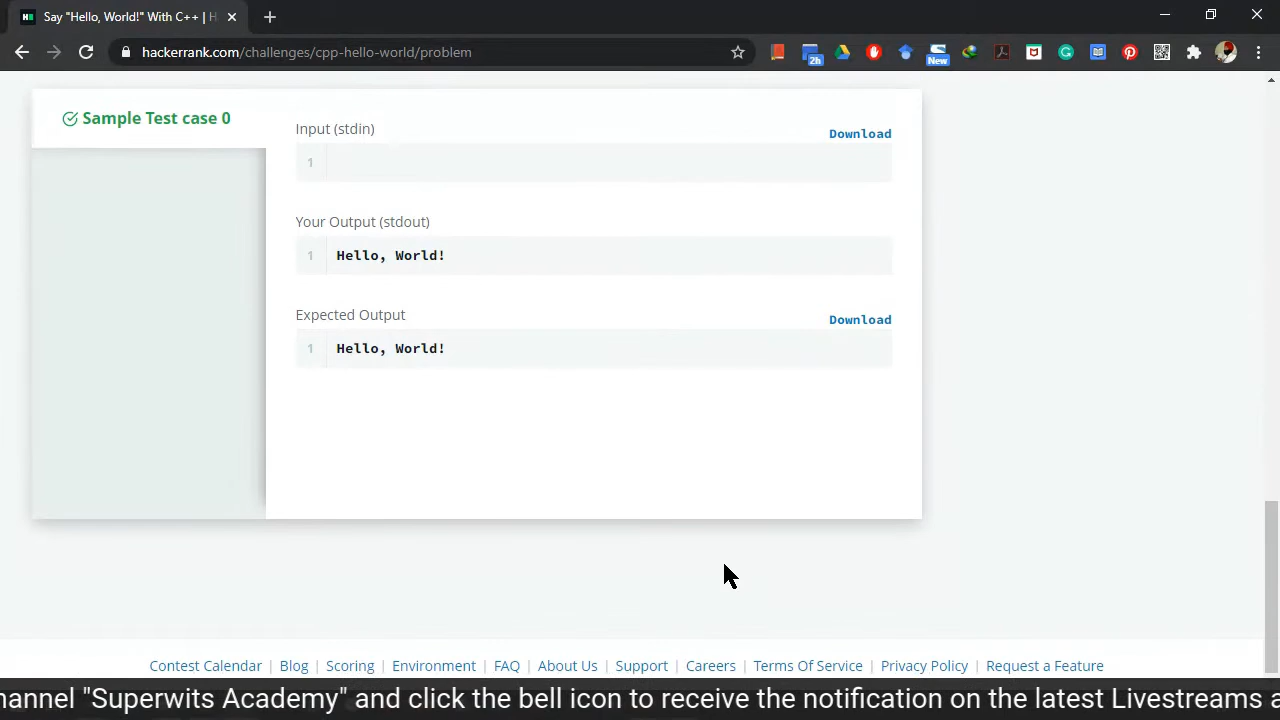 Say "Hello, World!" With C++ | H
hackerrank.com/challenges/cpp-hello-world/problem
2h
New
Sample Test case 0
Input (stdin)
Download
1
Your Output (stdout)
1 Hello, World!
Expected Output
Download
1 Hello, World!
Contest Calendar | Blog | Scoring | Environment | FAQ | About Us | Support | Careers | Terms Of Service | Privacy Policy | Request a Feature
hannel "Superwits Academy" and click the bell icon to receive the notification on the latest Livestreams a